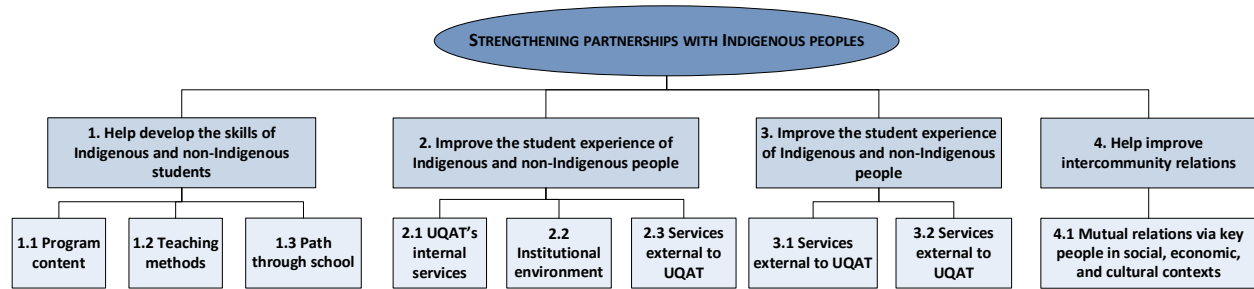 STRENGTHENING PARTNERSHIPS WITH INDIGENOUS PEOPLES
1. Help develop the skills of
Indigenous and non-Indigenous
students
2. Improve the student experience of
Indigenous and non-Indigenous people
3. Improve the student experience
of Indigenous and non-Indigenous
people
4. Help improve
intercommunity relations
1.1 Program
content
1.2 Teaching
methods
1.3 Path
through school
2.1 UQAT’s
internal
services
2.2
Institutional
environment
2.3 Services
external to
UQAT
3.1 Services
external to UQAT
3.2 Services
external to
UQAT
4.1 Mutual relations via key
people in social, economic,
and cultural contexts